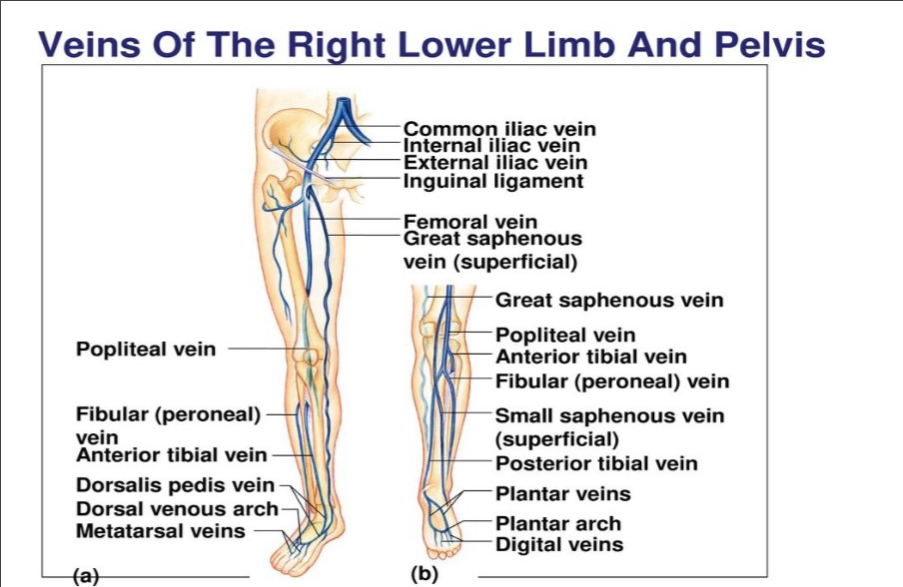 Veins Of The Right Lower Limb And Pelvis
Common iliac vein
Internal iliac vein
External iliac vein
Inguinal ligament
Femoral vein
Great saphenous
vein (superficial)
Popliteal vein
Fibular (peroneal)
vein
Anterior tibial vein
Dorsalis pedis vein
Dorsal venous arch
Metatarsal veins
(a)
Great saphenous vein
Popliteal vein
Anterior tibial vein
Fibular (peroneal) vein
Small saphenous vein
(superficial)
Posterior tibial vein
Plantar veins
Plantar arch
Digital veins
(b)